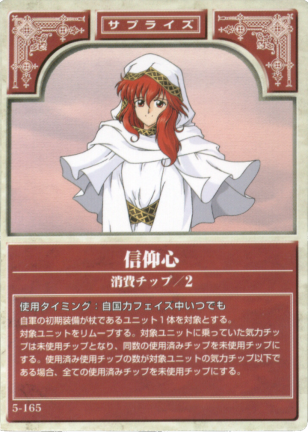 サプライズ
信仰心
消費チップ／2
使用タイミング：自国力フェイズ中いつでも
自軍の初期装備が杖であるユニット1体を対象とする。
対象ユニットをリムーブする。対象ユニットに乗っていた気力チッ
プは未使用チップとなり、同数の使用済みチップを未使用チップに
する。使用済み使用チップの数が対象ユニットの気力チップ以下で
ある場合、全ての使用済みチップを未使用チップにする。
5-165